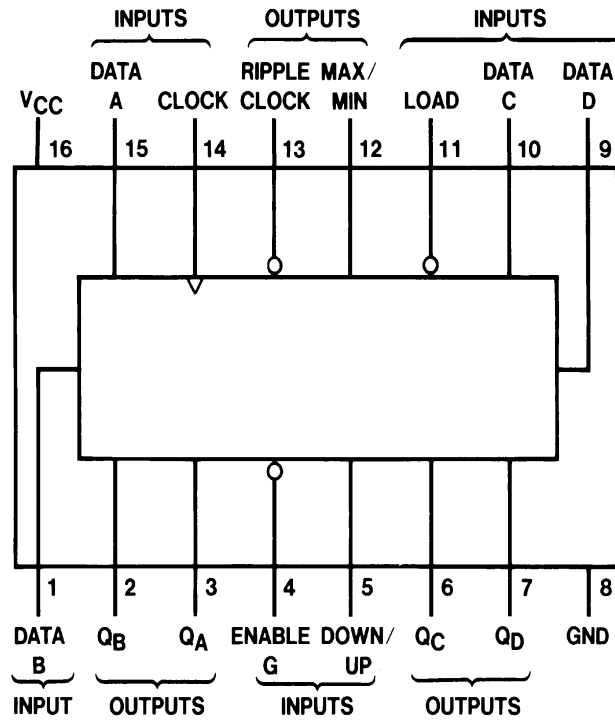 INPUTS OUTPUTS INPUTS
DATA RIPPLE MAX/ DATA DATA
VCC A CLOCK CLOCK MIN LOAD C D
16 15 14 13 12 11 10 9
1 2 3 4 5 6 7 8
DATA QB QA ENABLE DOWN/ QC QD GND
B G UP
INPUT OUTPUTS INPUTS OUTPUTS